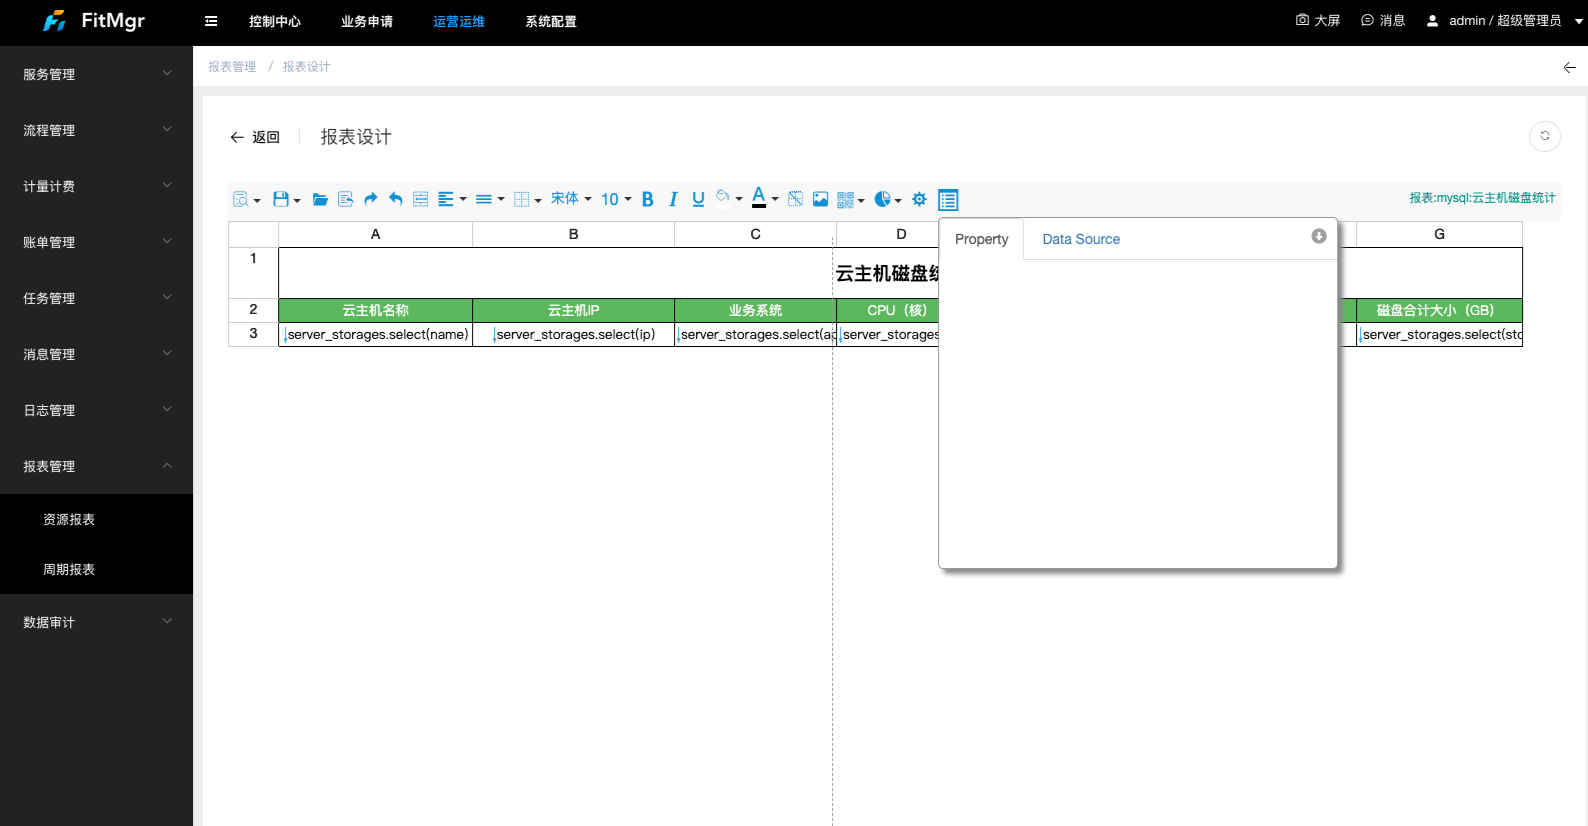 FitMgr
控制中心
业务申请
运营运维
系统配置
大屏
消息
admin / 超级管理员
服务管理
流程管理
计量计费
账单管理
任务管理
消息管理
日志管理
报表管理
资源报表
周期报表
数据审计
报表管理 / 报表设计
返回
报表设计
宋体
10
B
I
U
A
报表:mysql:云主机磁盘统计
A
B
C
D
G
Property
Data Source
1
云主机磁盘
2
云主机名称
云主机IP
业务系统
CPU（核）
磁盘合计大小（GB）
3
server_storages.select(name)
server_storages.select(ip)
server_storages.select(a
server_storages
server_storages.select(sto